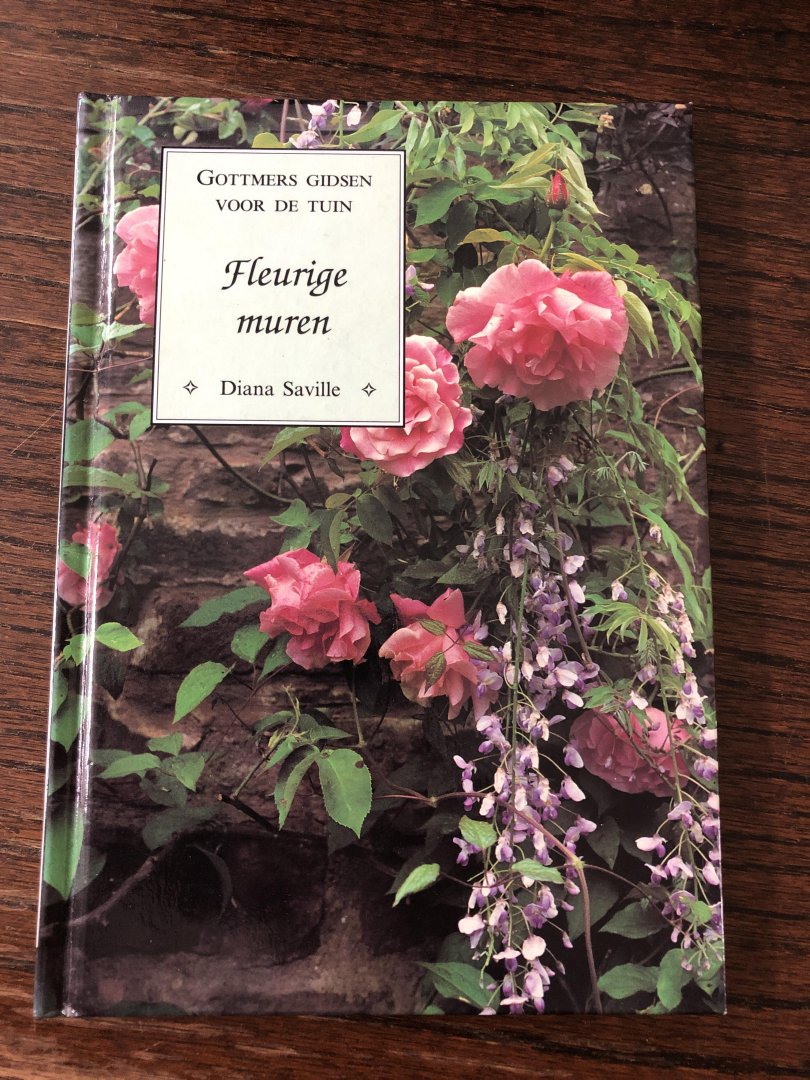 GOTTMERS GIDSEN
VOOR DE TUIN
Fleurige
muren
Diana Saville